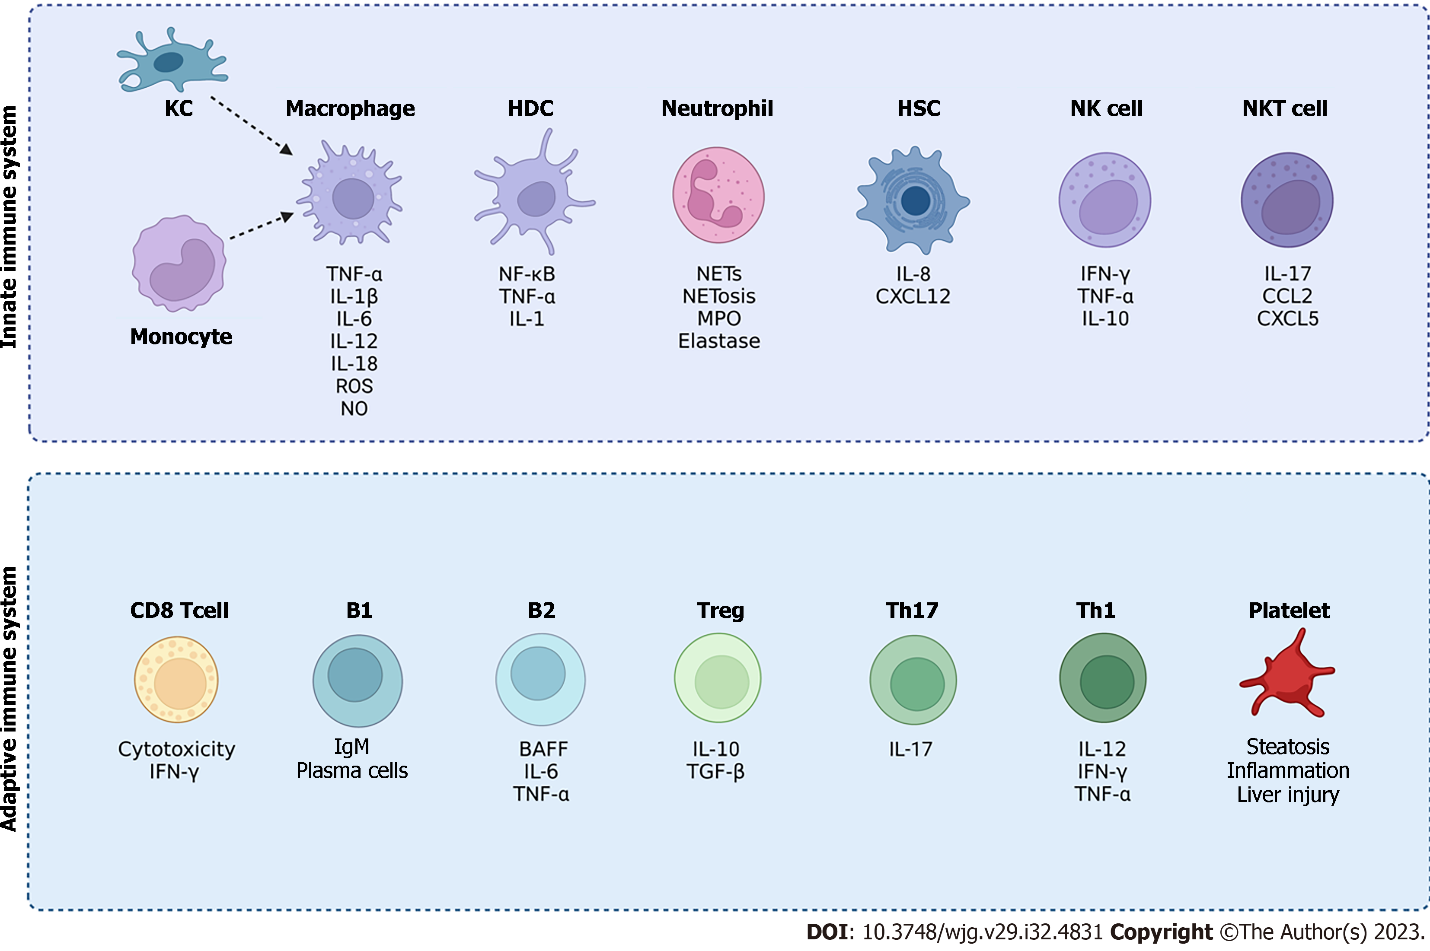 Innate immune system
KC
Macrophage
HDC
Neutrophil
HSC
NK cell
NKT cell
Monocyte
TNF-α
IL-1β
IL-6
IL-12
IL-18
ROS
NO
NF-κB
TNF-α
IL-1
NETs
NETosis
MPO
Elastase
IL-8
CXCL12
IFN-γ
TNF-α
IL-10
IL-17
CCL2
CXCL5
Adaptive immune system
CD8 Tcell
B1
B2
Treg
Th17
Th1
Platelet
Cytotoxicity
IFN-γ
IgM
Plasma cells
BAFF
IL-6
TNF-α
IL-10
TGF-β
IL-17
IL-12
IFN-γ
TNF-α
Steatosis
Inflammation
Liver injury
DOI: 10.3748/wjg.v29.i32.4831 Copyright ©The Author(s) 2023.